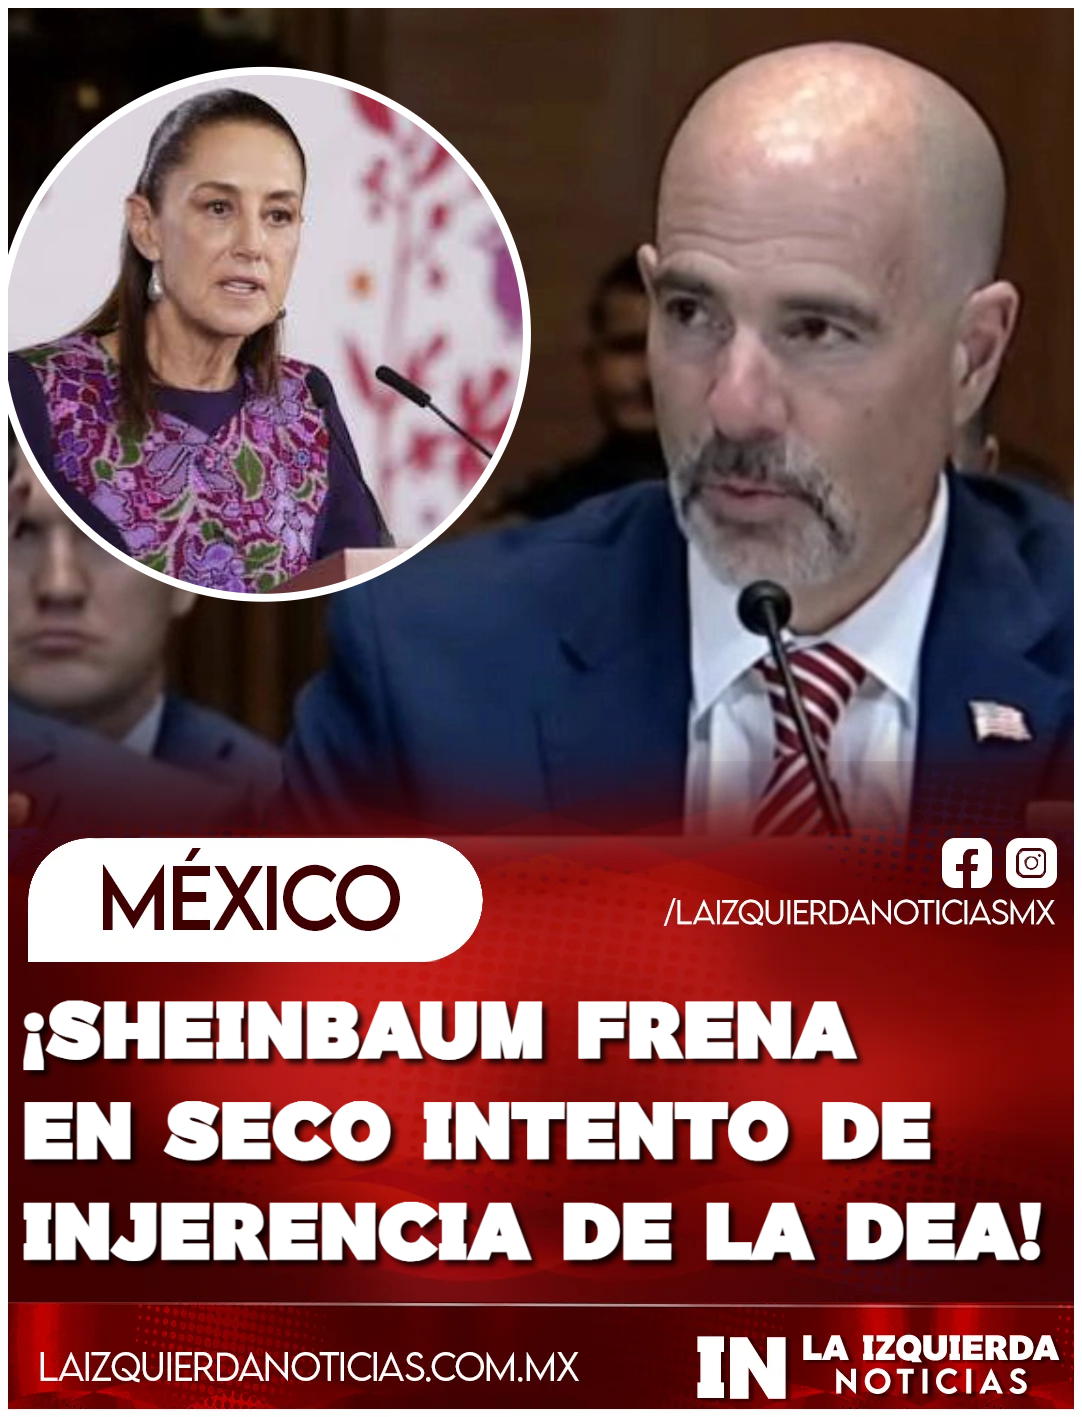 MÉXICO
/LAIZQUIERDANOTICIASMX
¡SHEINBAUM FRENA
EN SECO INTENTO DE
INJERENCIA DE LA DEA!
LAIZQUIERDANOTICIAS.COM.MX
IN
LA IZQUIERDA
NOTICIAS